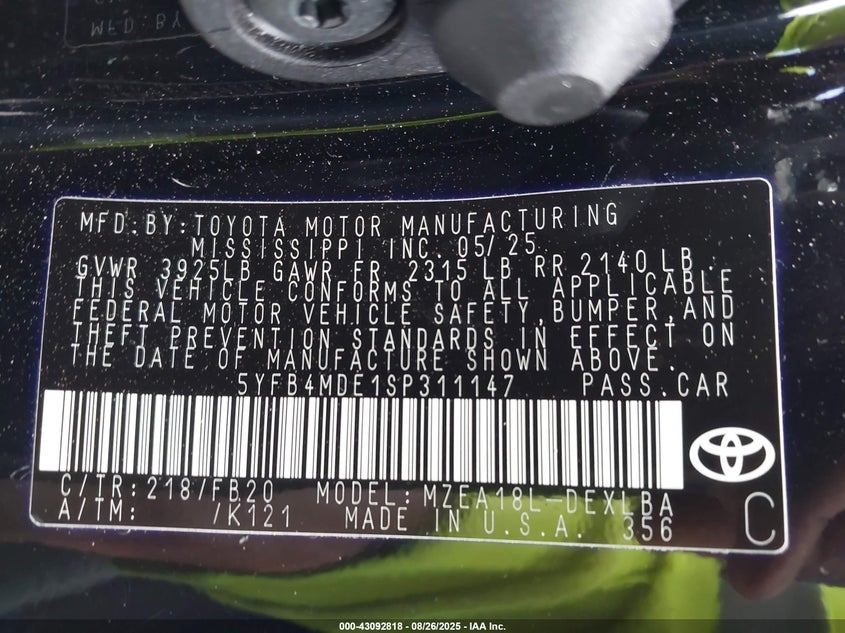 MFD. BY: TOYOTA MOTOR MANUFACTURING
MISSISSIPPI INC. 05/25
GVWR 3925LB GAWR FR 2315 LB RR 2140 LB.
THIS VEHICLE CONFORMS TO ALL APPLICABLE
FEDERAL MOTOR VEHICLE SAFETY, BUMPER, AND
THEFT PREVENTION STANDARDS IN EFFECT ON
THE DATE OF MANUFACTURE SHOWN ABOVE.
5YFB4MDE1SP311147 PASS. CAR
C/TR: 218/FB20 MODEL: MZEA18L-DEXLBA
A/TM: /K121 MADE IN U.S.A. 356 C
000-43092818 - 08/26/2025 - IAA Inc.